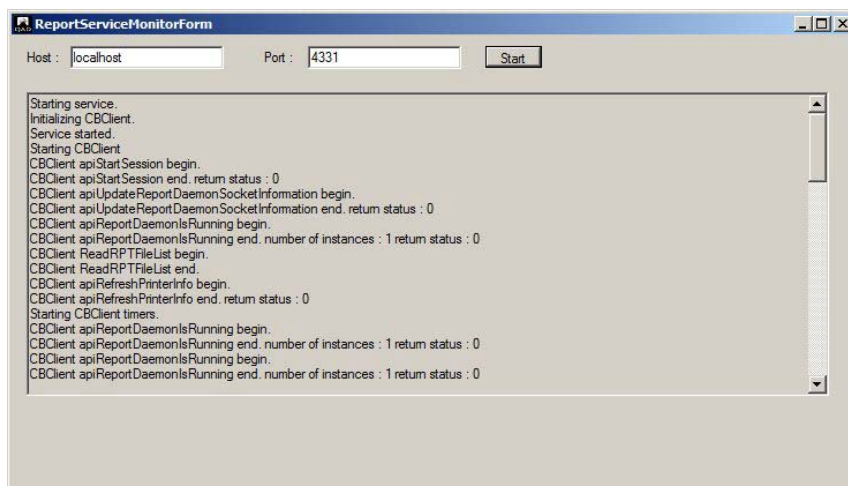 QAD ReportServiceMonitorForm
Host : localhost Port : 4331 Start
Starting service.
Initializing CBClient.
Service started.
Starting CBClient
CBClient apiStartSession begin.
CBClient apiStartSession end. return status : 0
CBClient apiUpdateReportDaemonSocketInformation begin.
CBClient apiUpdateReportDaemonSocketInformation end. return status : 0
CBClient apiReportDaemonIsRunning begin.
CBClient apiReportDaemonIsRunning end. number of instances : 1 return status : 0
CBClient ReadRPTFileList begin.
CBClient ReadRPTFileList end.
CBClient apiRefreshPrinterInfo begin.
CBClient apiRefreshPrinterInfo end. return status : 0
Starting CBClient timers.
CBClient apiReportDaemonIsRunning begin.
CBClient apiReportDaemonIsRunning end. number of instances : 1 return status : 0
CBClient apiReportDaemonIsRunning begin.
CBClient apiReportDaemonIsRunning end. number of instances : 1 return status : 0